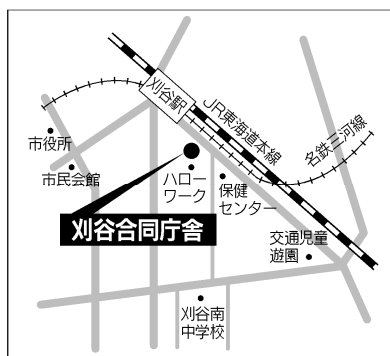 刈谷駅
JR東海道本線
名鉄三河線
市役所
市民会館
ハロー
ワーク
保健
センター
刈谷合同庁舎
交通児童
遊園
刈谷南
中学校